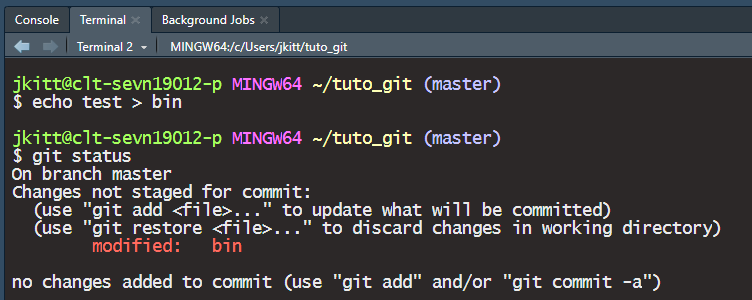 Console Terminal Background Jobs
Terminal 2 MINGW64:/c/Users/jkitt/tuto_git
jkitt@clt-sevn19012-p MINGW64 ~/tuto_git (master)
$ echo test > bin
jkitt@clt-sevn19012-p MINGW64 ~/tuto_git (master)
$ git status
On branch master
Changes not staged for commit:
  (use "git add <file>..." to update what will be committed)
  (use "git restore <file>..." to discard changes in working directory)
        modified:   bin
no changes added to commit (use "git add" and/or "git commit -a")